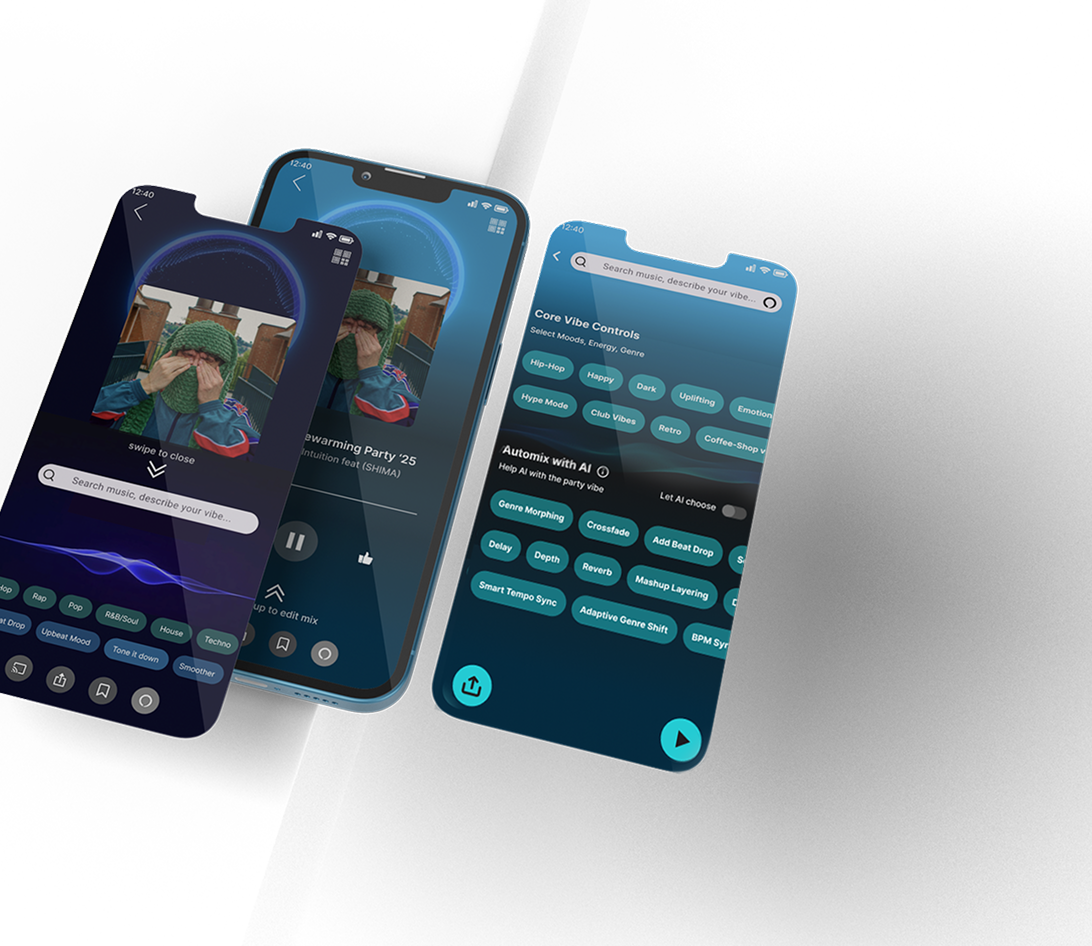 12:40
swipe to close
Search music, describe your vibe...
Rap
Pop
R&B/Soul
House
Techno
Drop
Upbeat Mood
Tone it down
Smoother
12:40
Party '25
Intuition feat (SHIMA)
up to edit mix
12:40
Search music, describe your vibe...
Core Vibe Controls
Select Moods, Energy, Genre
Hip-Hop
Happy
Dark
Uplifting
Emotion
Hype Mode
Club Vibes
Retro
Coffee-Shop v
Automix with AI
Help AI with the party vibe
Let AI choose
Genre Morphing
Crossfade
Add Beat Drop
Delay
Depth
Reverb
Mashup Layering
Smart Tempo Sync
Adaptive Genre Shift
BPM Syn